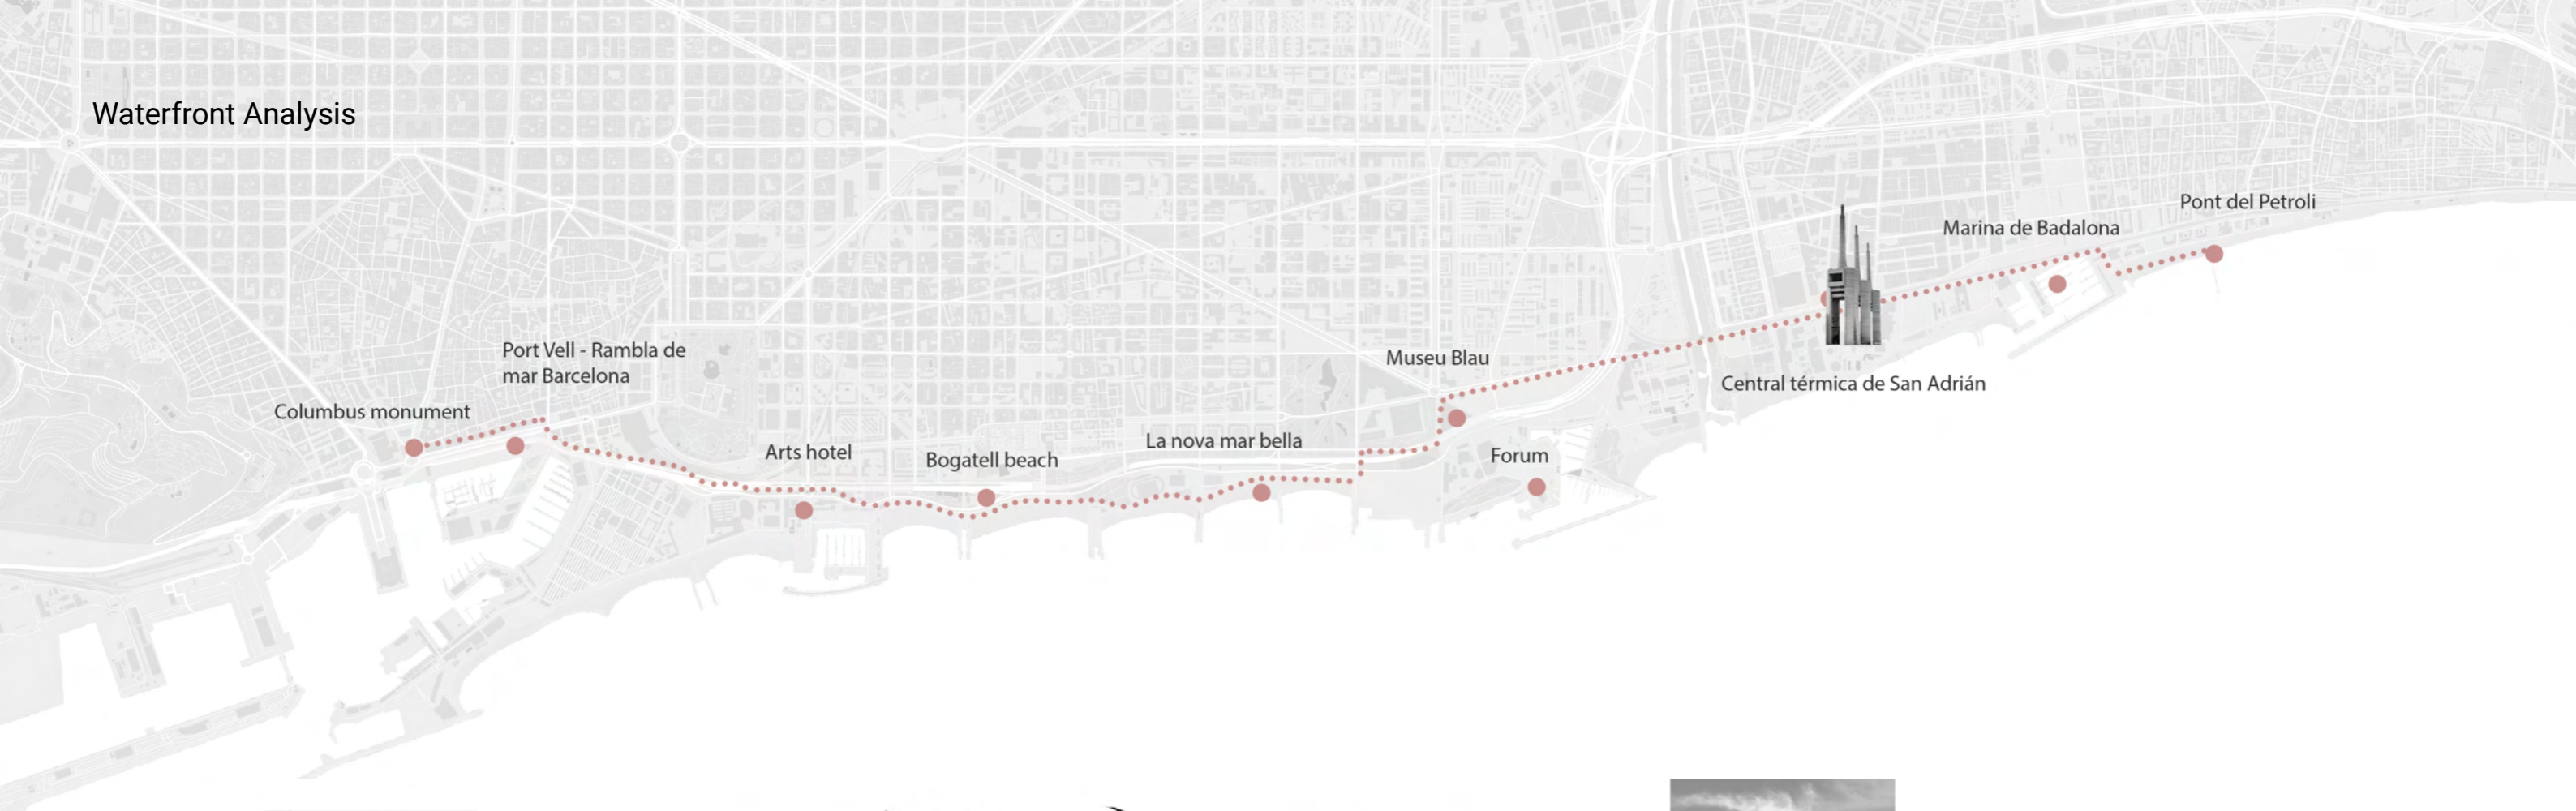 Waterfront Analysis
Pont del Petroli
Marina de Badalona
Port Vell - Rambla de
mar Barcelona
Museu Blau
Central térmica de San Adrián
Columbus monument
La nova mar bella
Arts hotel
Bogatell beach
Forum